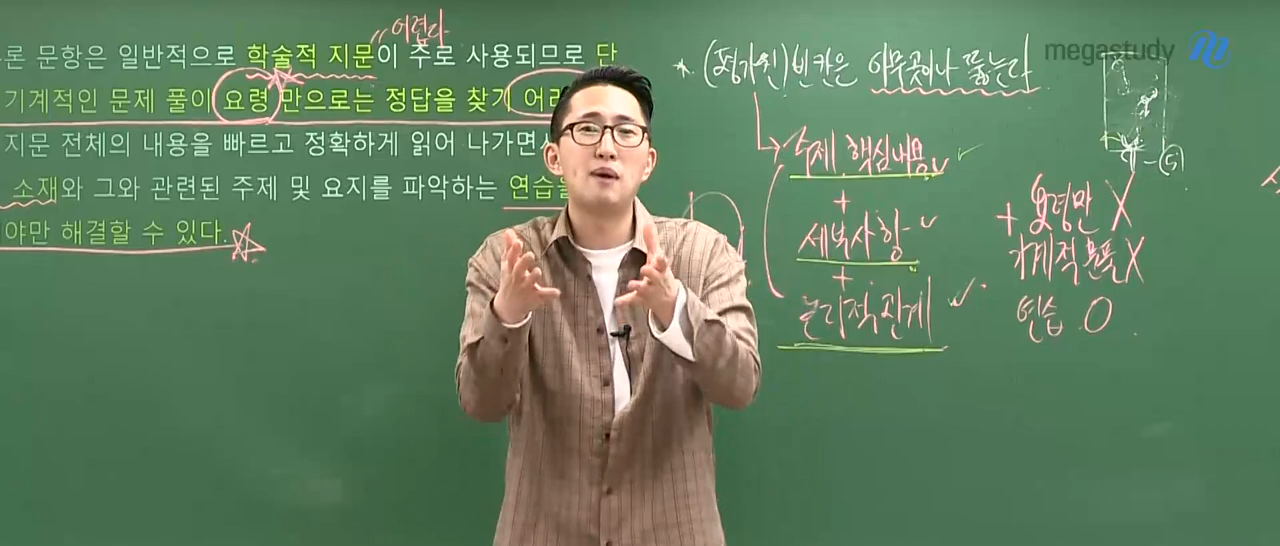 론 문항은 일반적으로 학술적 지문이 주로 사용되므로 단
기계적인 문제 풀이 요령만으로는 정답을 찾기 어려
지문 전체의 내용을 빠르고 정확하게 읽어 나가면서
소재와 그와 관련된 주제 및 요지를 파악하는 연습을
야만 해결할 수 있다.
어렵다
(평가원) 빈칸은 아무곳이나 뚫는다
주제, 핵심내용
+
세부사항
+
논리적 관계
+ 요령만 X
기계적 문풀 X
연습 O
⑤
megastudy